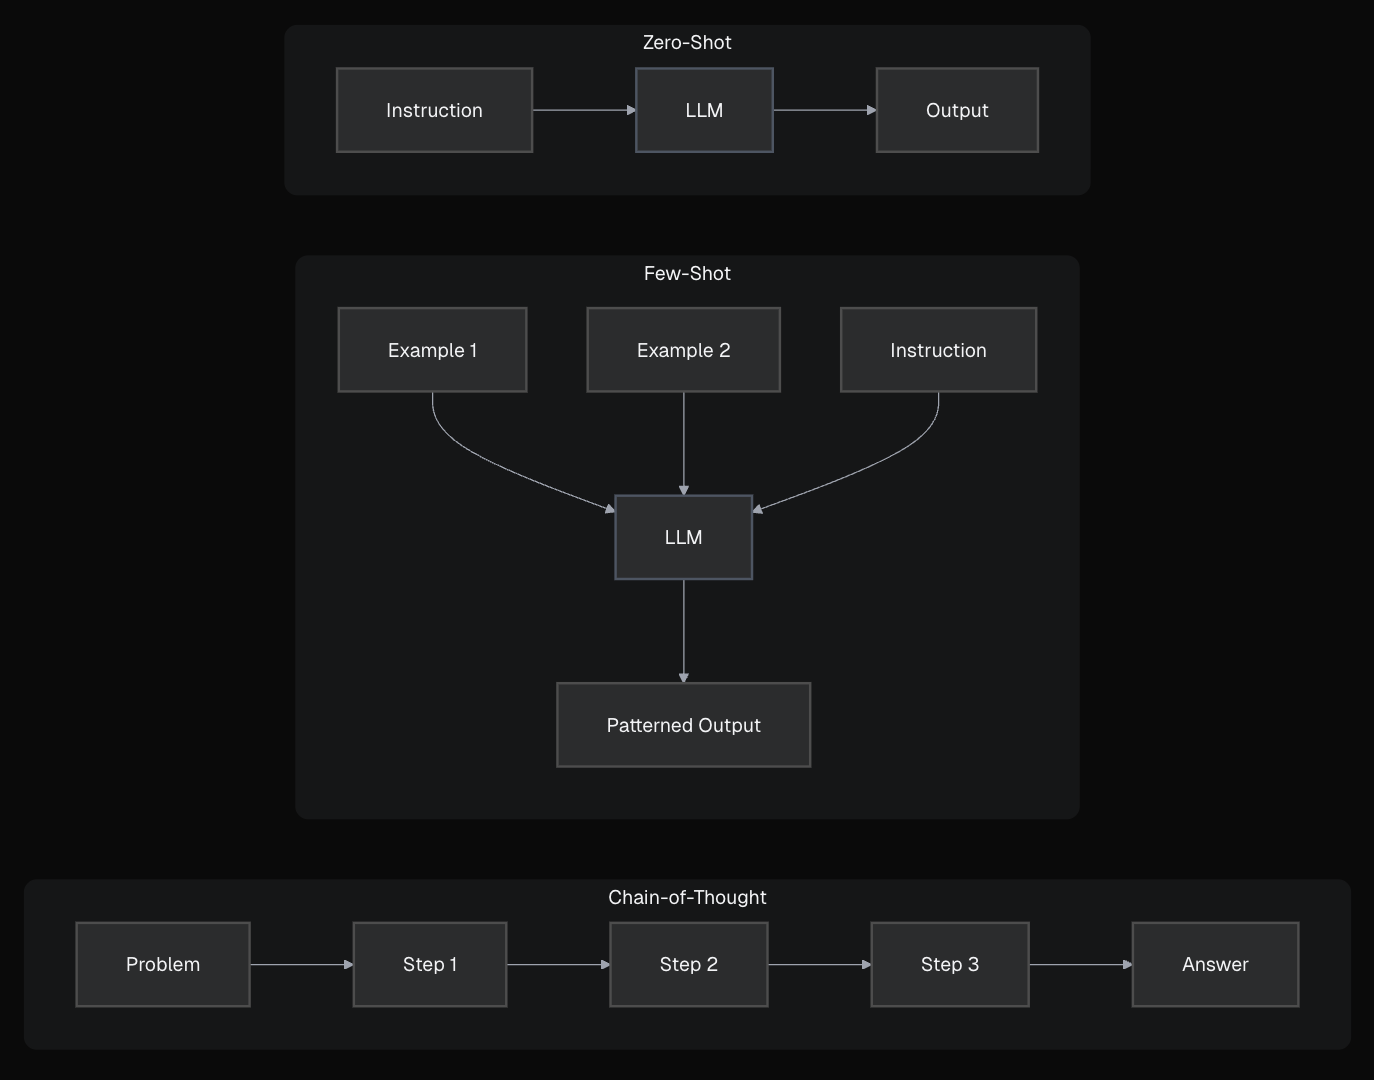 Zero-Shot
Instruction
LLM
Output
Few-Shot
Example 1
Example 2
Instruction
LLM
Patterned Output
Chain-of-Thought
Problem
Step 1
Step 2
Step 3
Answer